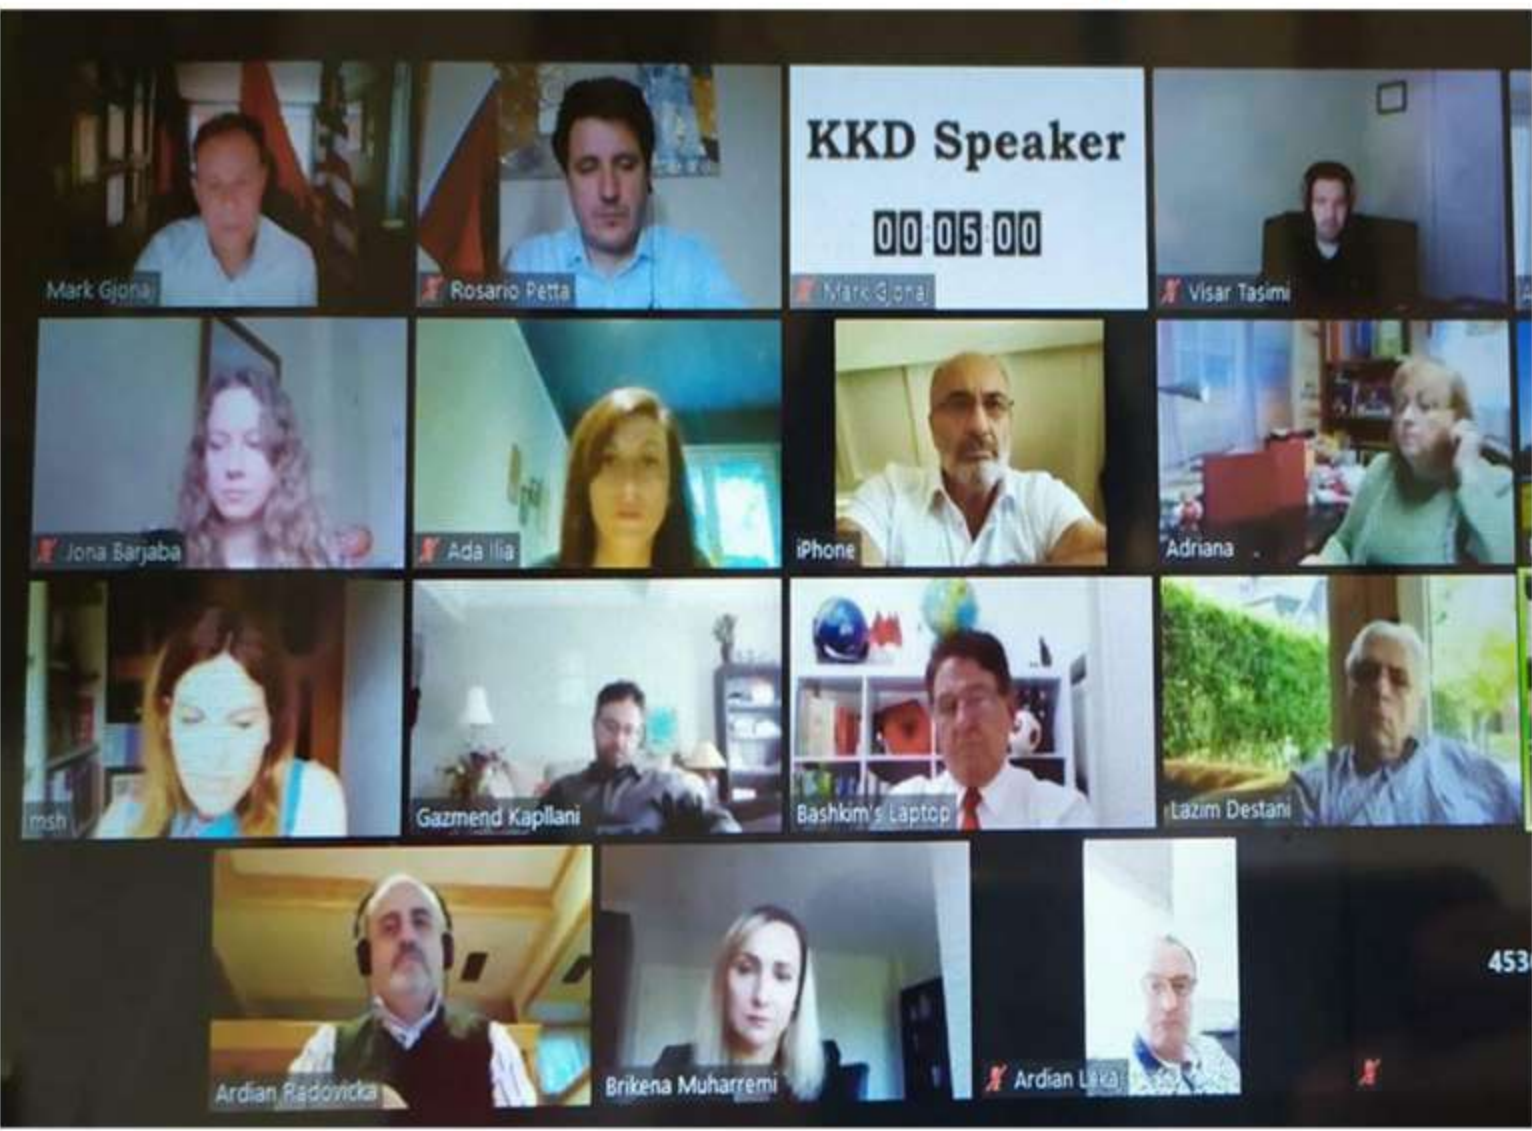 KKD Speaker
00:05:00
Mark Gjonaj
Rosario Petta
Mark Gjonaj
Visar Tasimi
Jona Barjaba
Ada Ilia
iPhone
Adriana
msh
Gazmend Kapllani
Bashkim's Laptop
Lazim Destani
Ardian Radovicka
Brikena Muharremi
Ardian Leka
453